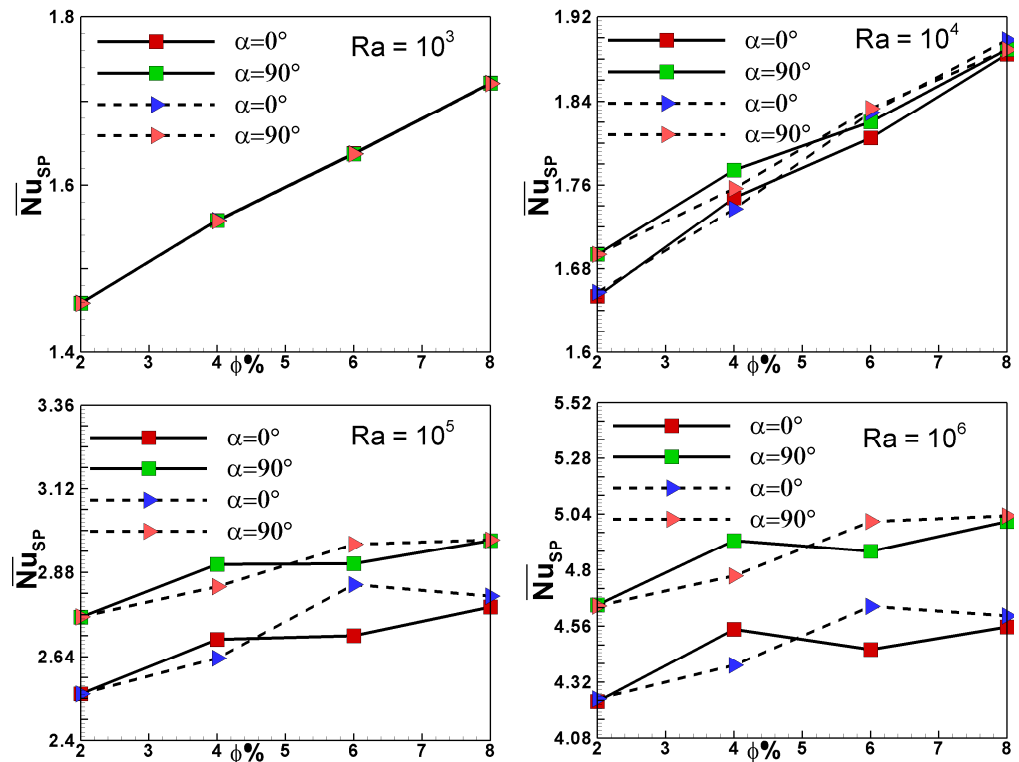 1.8
α=0°
Ra = 10³
α=90°
α=0°
α=90°
1.6
N̅u̅SP
1.4
2 3 4 5 6 7 8
ϕ%
1.92
α=0°
Ra = 10⁴
α=90°
1.84
α=0°
α=90°
1.76
N̅u̅SP
1.68
1.6
2 3 4 5 6 7 8
ϕ%
3.36
α=0°
Ra = 10⁵
α=90°
3.12
α=0°
α=90°
2.88
N̅u̅SP
2.64
2.4
2 3 4 5 6 7 8
ϕ%
5.52
α=0°
Ra = 10⁶
α=90°
5.28
α=0°
α=90°
5.04
4.8
N̅u̅SP
4.56
4.32
4.08
2 3 4 5 6 7 8
ϕ%